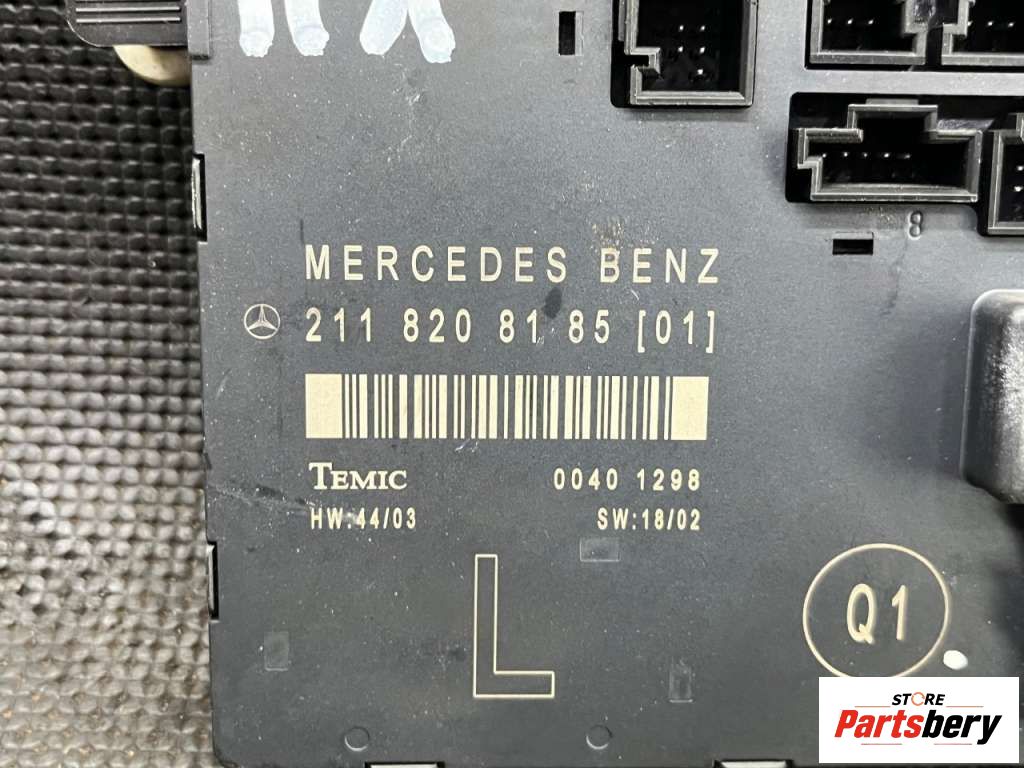 8
MERCEDES BENZ
211 820 81 85 [01]
TEMIC 0040 1298
HW:44/03 SW:18/02
L
Q1
STORE
Partsbery